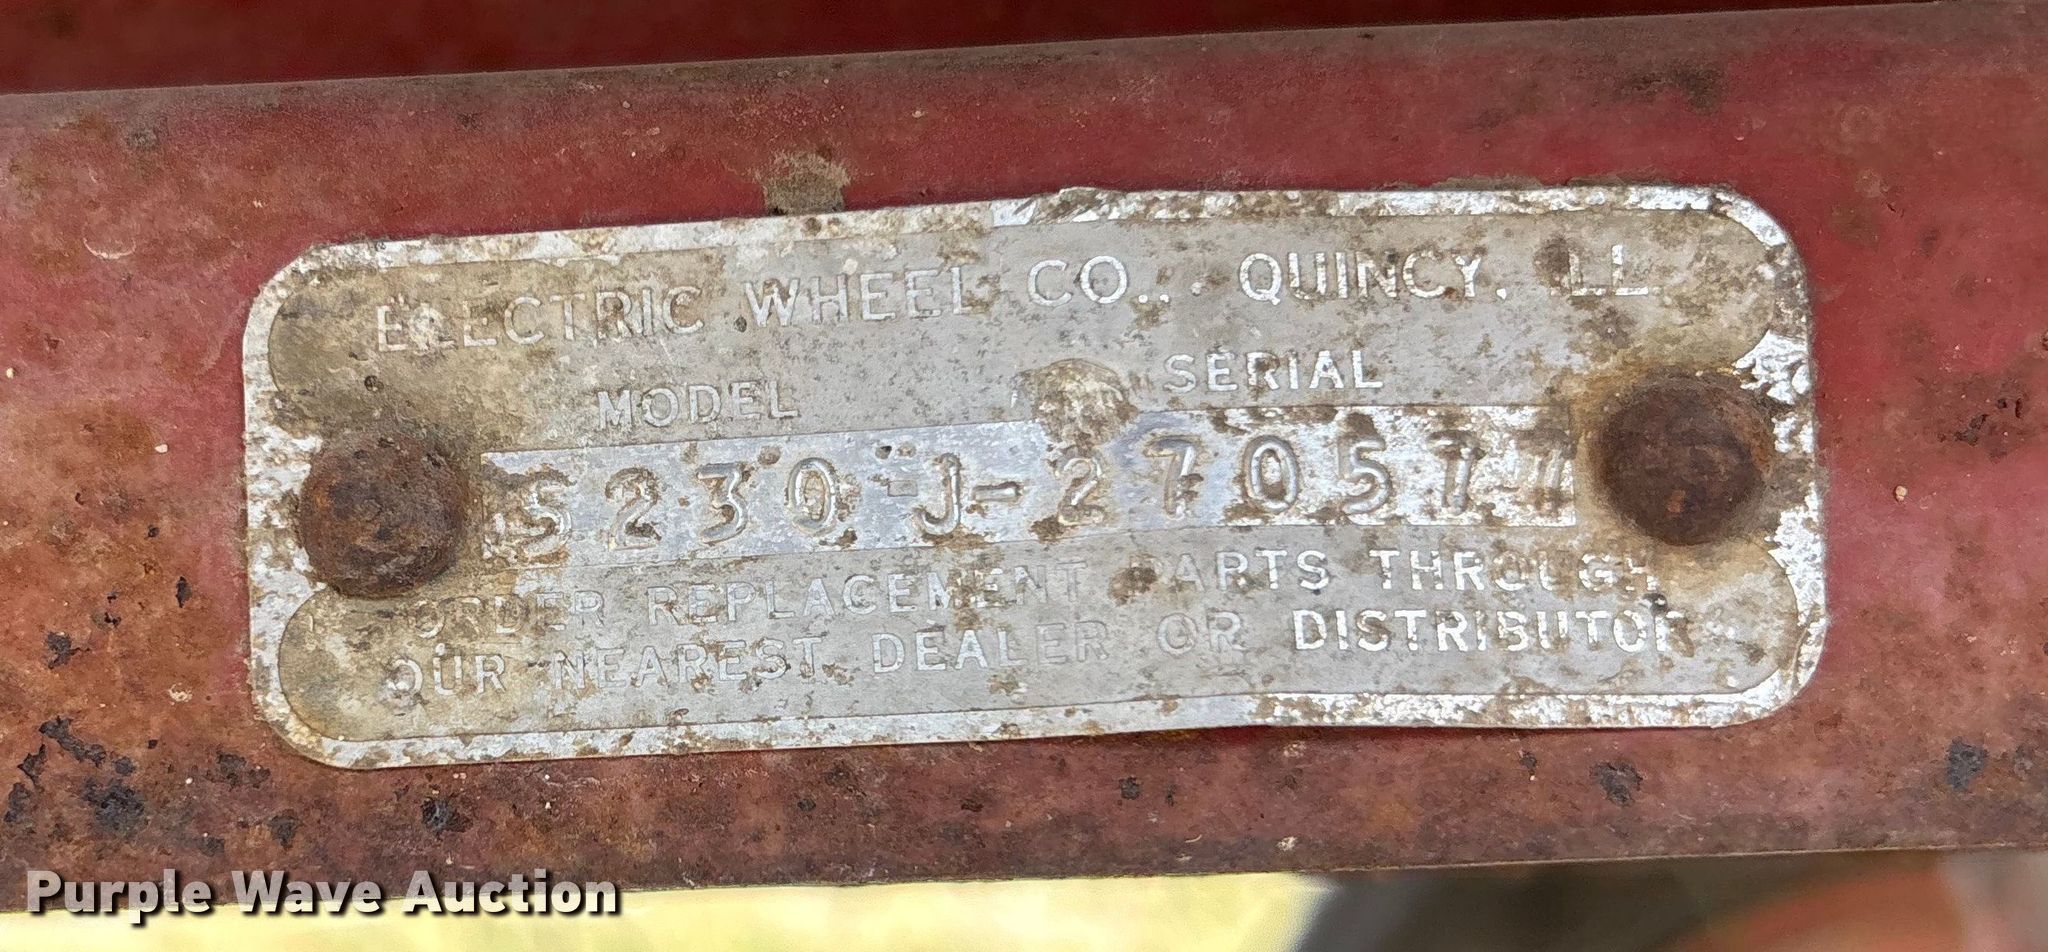 ELECTRIC WHEEL CO., QUINCY, ILL
MODEL SERIAL
S230 J-270577
ORDER REPLACEMENT PARTS THROUGH
OUR NEAREST DEALER OR DISTRIBUTOR
Purple Wave Auction